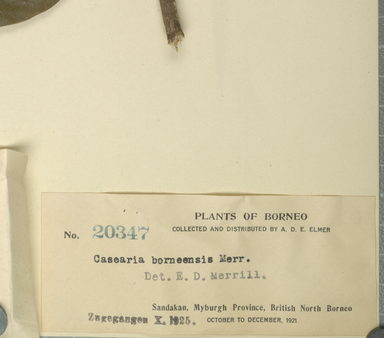 PLANTS OF BORNEO
COLLECTED AND DISTRIBUTED BY A. D. E. ELMER
No. 20347
Casearia borneensis Merr.
Det. E. D. Merrill.
Sandakan, Myburgh Province, British North Borneo
OCTOBER TO DECEMBER, 1921
Zugegangen X. 1925.